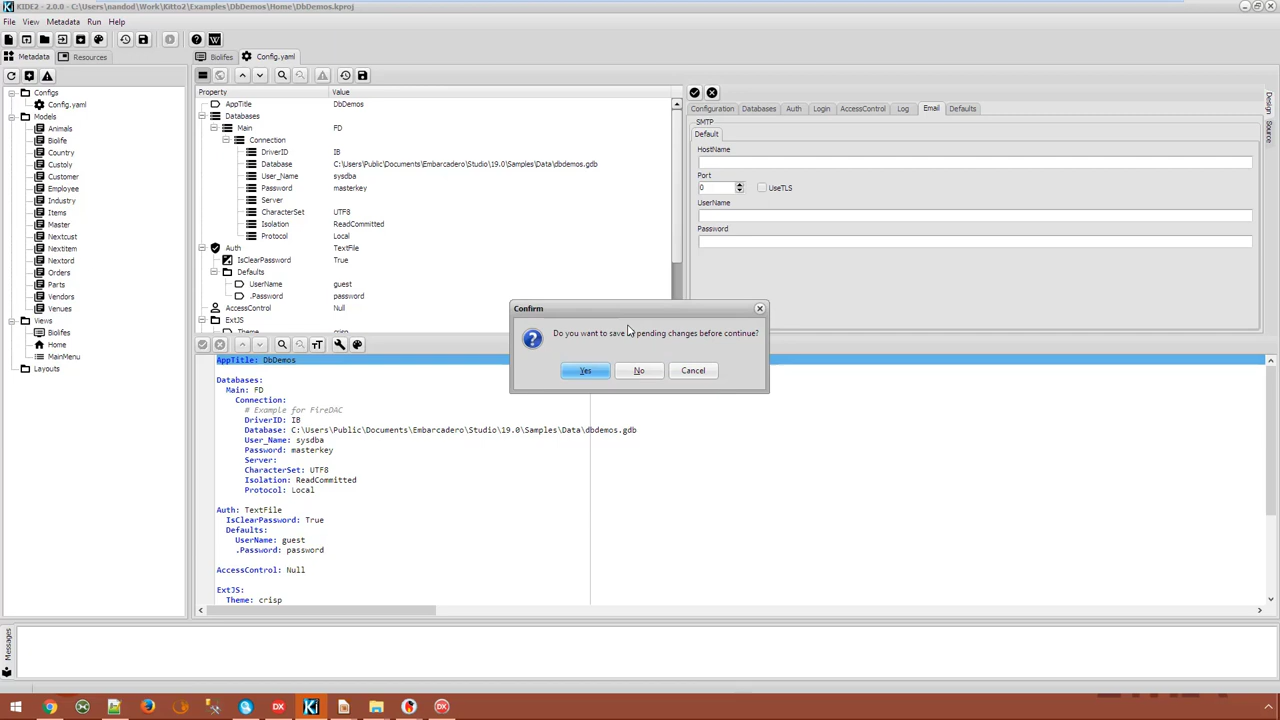 KIDE2 - 2.0.0 - C:\Users\nandod\Work\Kitto2\Examples\DbDemos\Home\DbDemos.kproj
File View Metadata Run Help
Metadata Resources Biolifes Config.yaml
Configs
Config.yaml
Models
Animals
Biolife
Country
Custoly
Customer
Employee
Industry
Items
Master
Nextcust
Nextitem
Nextord
Orders
Parts
Vendors
Venues
Views
Biolifes
Home
MainMenu
Layouts
Property Value
AppTitle DbDemos
Databases
Main FD
Connection
DriverID IB
Database C:\Users\Public\Documents\Embarcadero\Studio\19.0\Samples\Data\dbdemos.gdb
User_Name sysdba
Password masterkey
Server
CharacterSet UTF8
Isolation ReadCommitted
Protocol Local
Auth TextFile
IsClearPassword True
Defaults
UserName guest
.Password password
AccessControl Null
ExtJS
Theme crisp
Configuration Databases Auth Login AccessControl Log Email Defaults
SMTP
Default
HostName
Port
0 UseTLS
UserName
Password
Design
Source
Confirm
Do you want to save pending changes before continue?
Yes No Cancel
AppTitle: DbDemos
Databases:
Main: FD
Connection:
# Example for FireDAC
DriverID: IB
Database: C:\Users\Public\Documents\Embarcadero\Studio\19.0\Samples\Data\dbdemos.gdb
User_Name: sysdba
Password: masterkey
Server:
CharacterSet: UTF8
Isolation: ReadCommitted
Protocol: Local
Auth: TextFile
IsClearPassword: True
Defaults:
UserName: guest
.Password: password
AccessControl: Null
ExtJS:
Theme: crisp
Messages